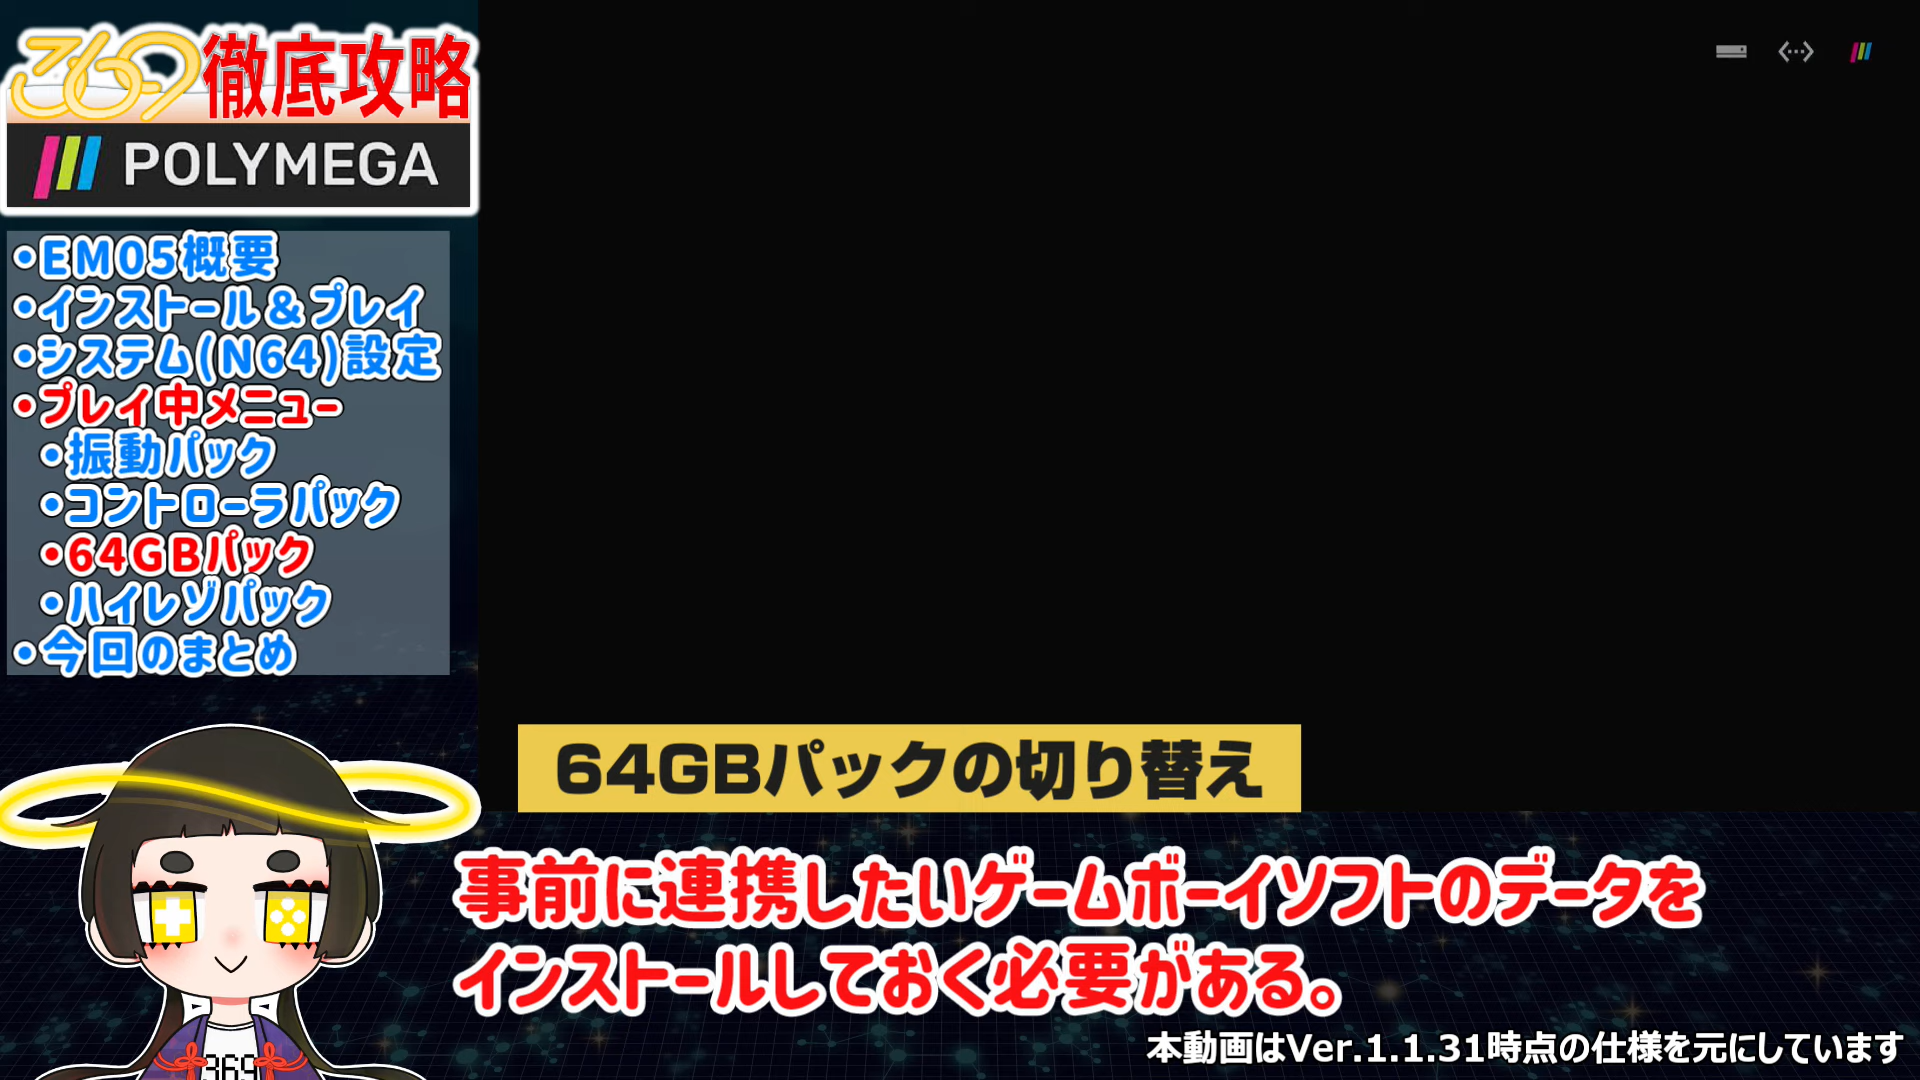 369徹底攻略
POLYMEGA
・EM05概要
・インストール＆プレイ
・システム(N64)設定
・プレイ中メニュー
・振動パック
・コントローラパック
・64GBパック
・ハイレゾパック
・今回のまとめ
64GBパックの切り替え
事前に連携したいゲームボーイソフトのデータを
インストールしておく必要がある。
369
本動画はVer.1.1.31時点の仕様を元にしています